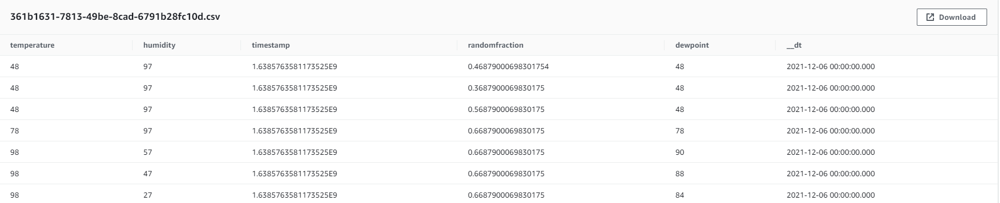 361b1631-7813-49be-8cad-6791b28fc10d.csv Download
temperature humidity timestamp randomfraction dewpoint __dt
48 97 1.6385763581173525E9 0.46879000698301754 48 2021-12-06 00:00:00.000
48 97 1.6385763581173525E9 0.3687900069830175 48 2021-12-06 00:00:00.000
48 97 1.6385763581173525E9 0.5687900069830175 48 2021-12-06 00:00:00.000
78 97 1.6385763581173525E9 0.6687900069830175 78 2021-12-06 00:00:00.000
98 57 1.6385763581173525E9 0.6687900069830175 90 2021-12-06 00:00:00.000
98 47 1.6385763581173525E9 0.6687900069830175 88 2021-12-06 00:00:00.000
98 27 1.6385763581173525E9 0.6687900069830175 84 2021-12-06 00:00:00.000